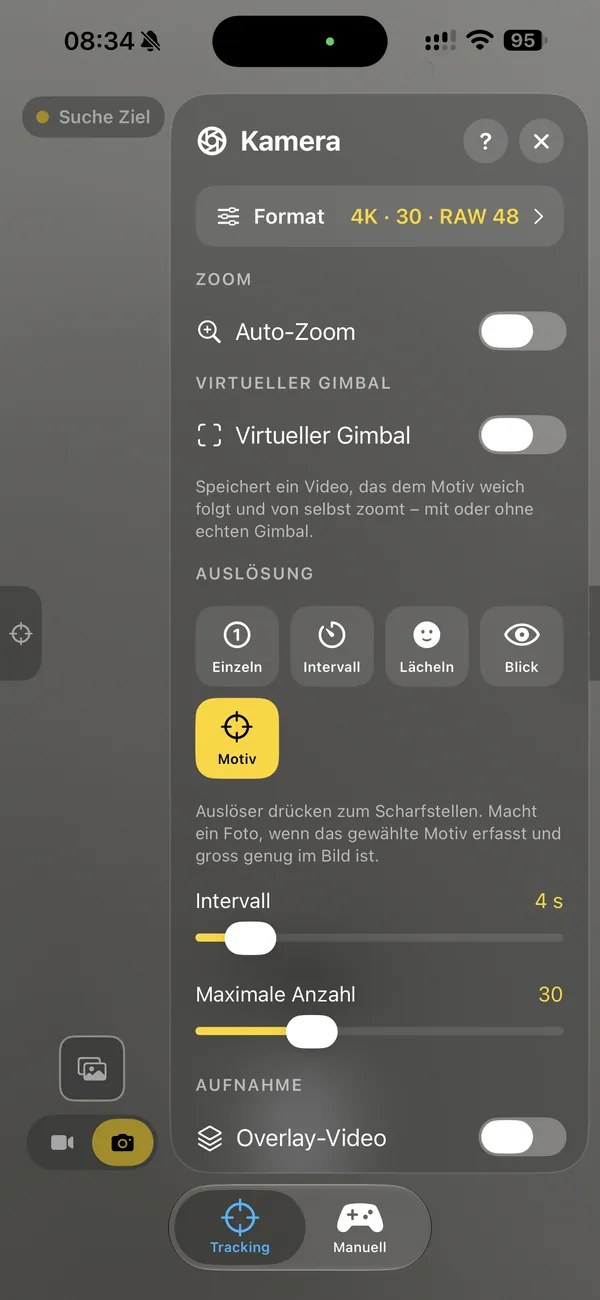 08:34
95
Suche Ziel
Kamera
?
Format 4K · 30 · RAW 48
ZOOM
Auto-Zoom
VIRTUELLER GIMBAL
Virtueller Gimbal
Speichert ein Video, das dem Motiv weich
folgt und von selbst zoomt – mit oder ohne
echten Gimbal.
AUSLÖSUNG
1
Einzeln
Intervall
Lächeln
Blick
Motiv
Auslöser drücken zum Scharfstellen. Macht
ein Foto, wenn das gewählte Motiv erfasst und
gross genug im Bild ist.
Intervall 4 s
Maximale Anzahl 30
AUFNAHME
Overlay-Video
Tracking
Manuell